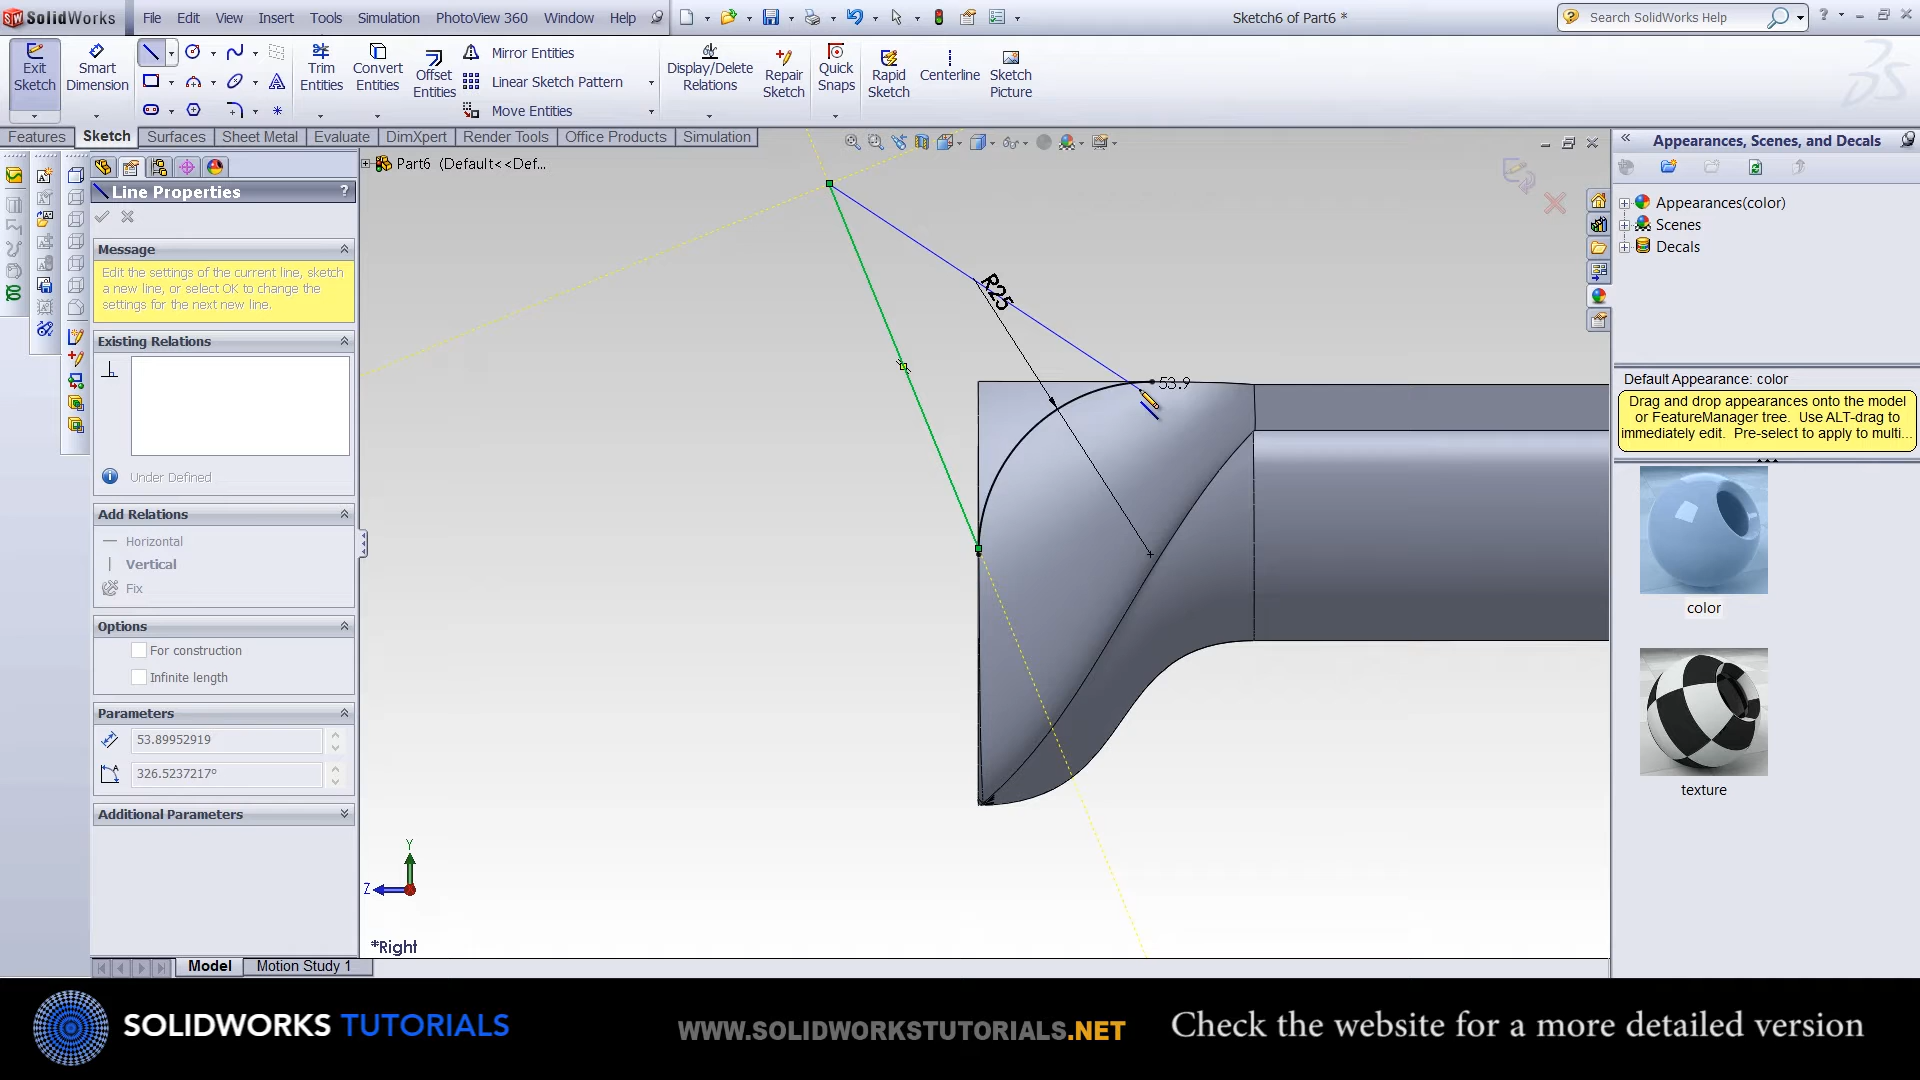 SolidWorks File Edit View Insert Tools Simulation PhotoView 360 Window Help Sketch6 of Part6 * Search SolidWorks Help ?
Exit Sketch
Smart Dimension
Trim Entities
Convert Entities
Offset Entities
Mirror Entities
Linear Sketch Pattern
Move Entities
Display/Delete Relations
Repair Sketch
Quick Snaps
Rapid Sketch
Centerline
Sketch Picture
Features Sketch Surfaces Sheet Metal Evaluate DimXpert Render Tools Office Products Simulation
Line Properties ?
Message
Edit the settings of the current line, sketch
a new line, or select OK to change the
settings for the next new line.
Existing Relations
Under Defined
Add Relations
Horizontal
Vertical
Fix
Options
For construction
Infinite length
Parameters
53.89952919
326.5237217°
Additional Parameters
Part6 (Default<<Def...
R25
53.9
Y
Z
*Right
Model Motion Study 1
Appearances, Scenes, and Decals
Appearances(color)
Scenes
Decals
Default Appearance: color
Drag and drop appearances onto the model
or FeatureManager tree. Use ALT-drag to
immediately edit. Pre-select to apply to multi...
color
texture
SOLIDWORKS TUTORIALS
WWW.SOLIDWORKSTUTORIALS.NET
Check the website for a more detailed version